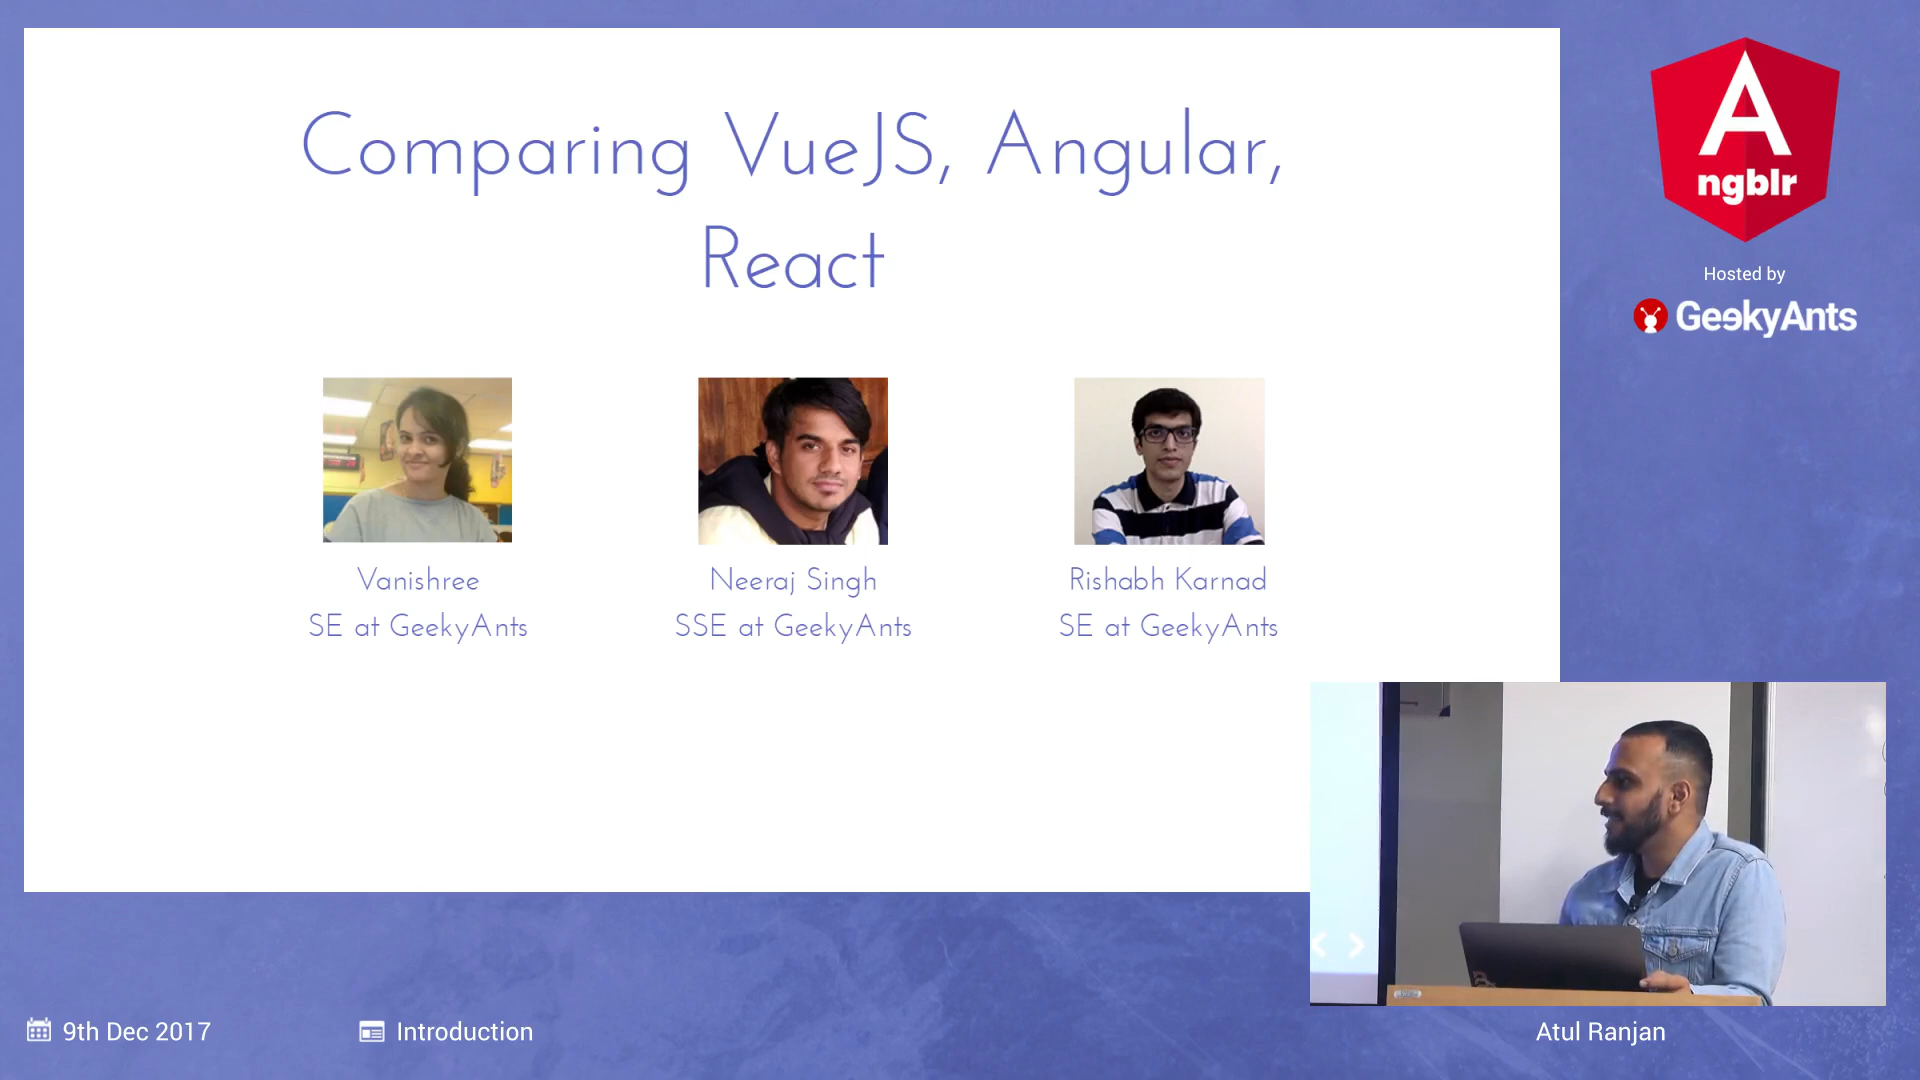 Comparing VueJS, Angular,
React
Vanishree
SE at GeekyAnts
Neeraj Singh
SSE at GeekyAnts
Rishabh Karnad
SE at GeekyAnts
A
ngblr
Hosted by
GeekyAnts
9th Dec 2017
Introduction
Atul Ranjan